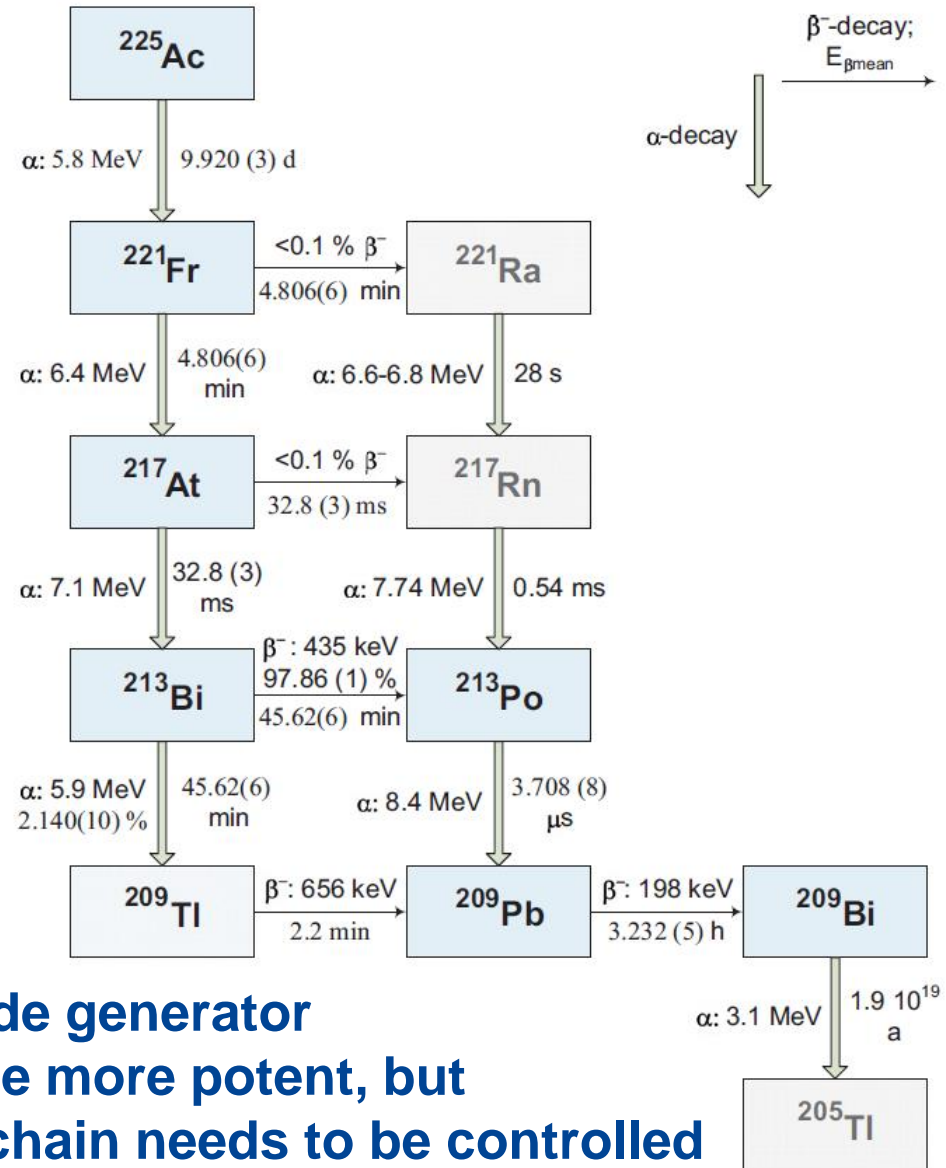 ²²⁵Ac
β⁻-decay;
E_βmean
α-decay
α: 5.8 MeV 9.920 (3) d
²²¹Fr
<0.1 % β⁻
4.806(6) min
²²¹Ra
α: 6.4 MeV
4.806(6)
min
α: 6.6-6.8 MeV 28 s
²¹⁷At
<0.1 % β⁻
32.8 (3) ms
²¹⁷Rn
α: 7.1 MeV
32.8 (3)
ms
α: 7.74 MeV 0.54 ms
²¹³Bi
β⁻: 435 keV
97.86 (1) %
45.62(6) min
²¹³Po
α: 5.9 MeV
2.140(10) %
45.62(6)
min
α: 8.4 MeV
3.708 (8)
μs
²⁰⁹Tl
β⁻: 656 keV
2.2 min
²⁰⁹Pb
β⁻: 198 keV
3.232 (5) h
²⁰⁹Bi
α: 3.1 MeV
1.9 10¹⁹
a
²⁰⁵Tl
de generator
e more potent, but
chain needs to be controlled